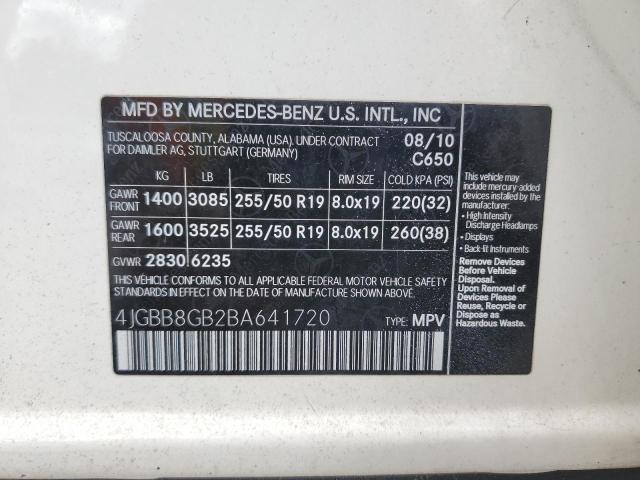 MFD BY MERCEDES-BENZ U.S. INTL., INC
TUSCALOOSA COUNTY, ALABAMA (USA). UNDER CONTRACT
FOR DAIMLER AG, STUTTGART (GERMANY)
08/10
C650
KG LB TIRES RIM SIZE COLD KPA (PSI)
GAWR FRONT 1400 3085 255/50 R19 8.0x19 220(32)
GAWR REAR 1600 3525 255/50 R19 8.0x19 260(38)
GVWR 2830 6235
THIS VEHICLE CONFORMS TO ALL APPLICABLE FEDERAL MOTOR VEHICLE SAFETY
STANDARDS IN EFFECT ON THE DATE OF MANUFACTURE SHOWN ABOVE.
4JGBB8GB2BA641720
TYPE: MPV
This vehicle may
include mercury-added
devices installed by the
manufacturer:
• High Intensity
Discharge Headlamps
• Displays
• Back-lit Instruments
Remove Devices
Before Vehicle
Disposal.
Upon Removal of
Devices, Please
Reuse, Recycle or
Dispose as
Hazardous Waste.